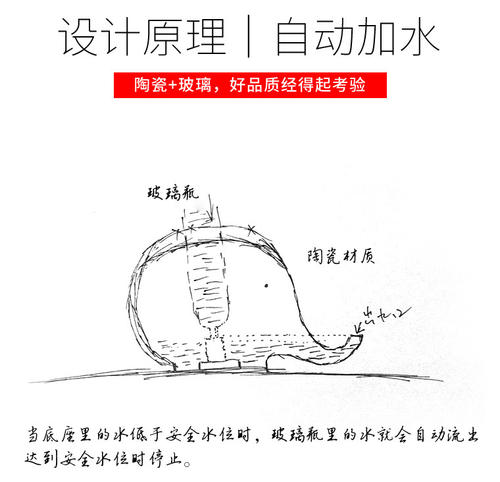 设计原理｜自动加水
陶瓷+玻璃，好品质经得起考验
玻璃瓶
陶瓷材质
出水口
当底座里的水低于安全水位时，玻璃瓶里的水就会自动流出
达到安全水位时停止。